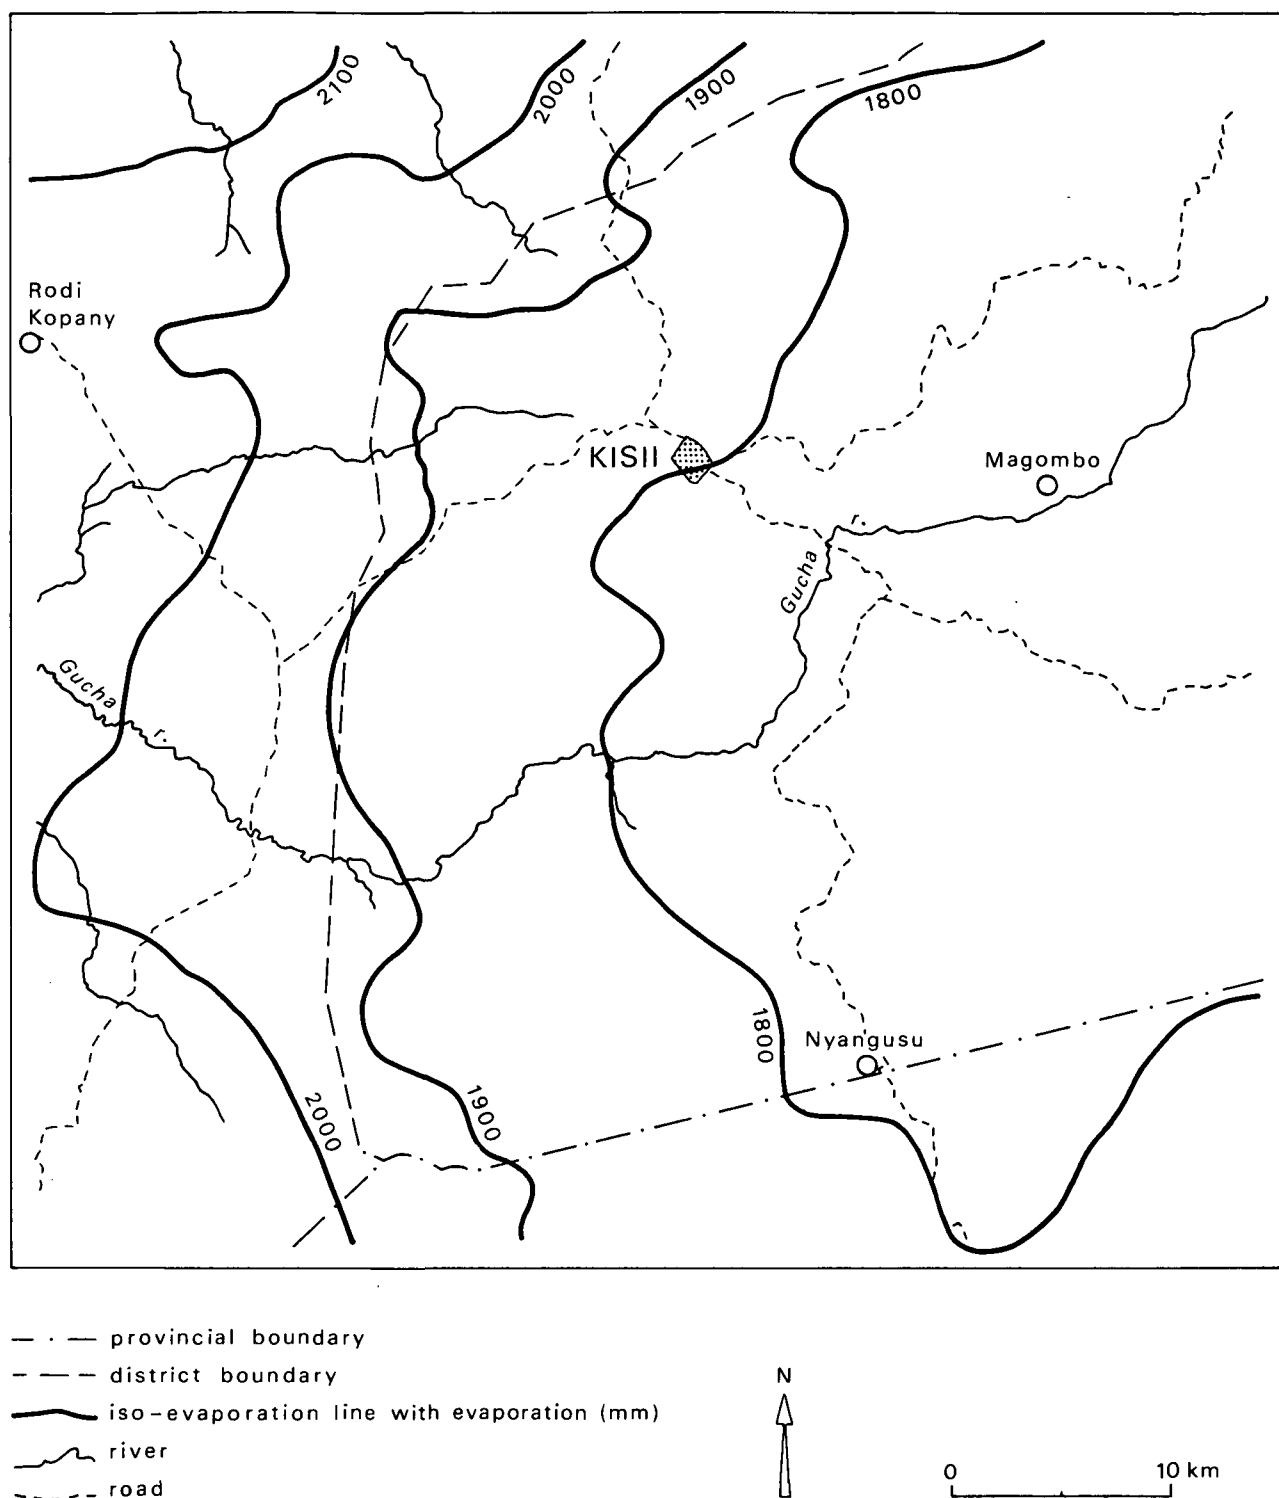 2100
2000
1900
1800
Rodi
Kopany
KISII
Magombo
r.
Gucha
Gucha
r.
1800
Nyangusu
2000
1900
provincial boundary
district boundary
iso-evaporation line with evaporation (mm)
river
road
N
0 10 km